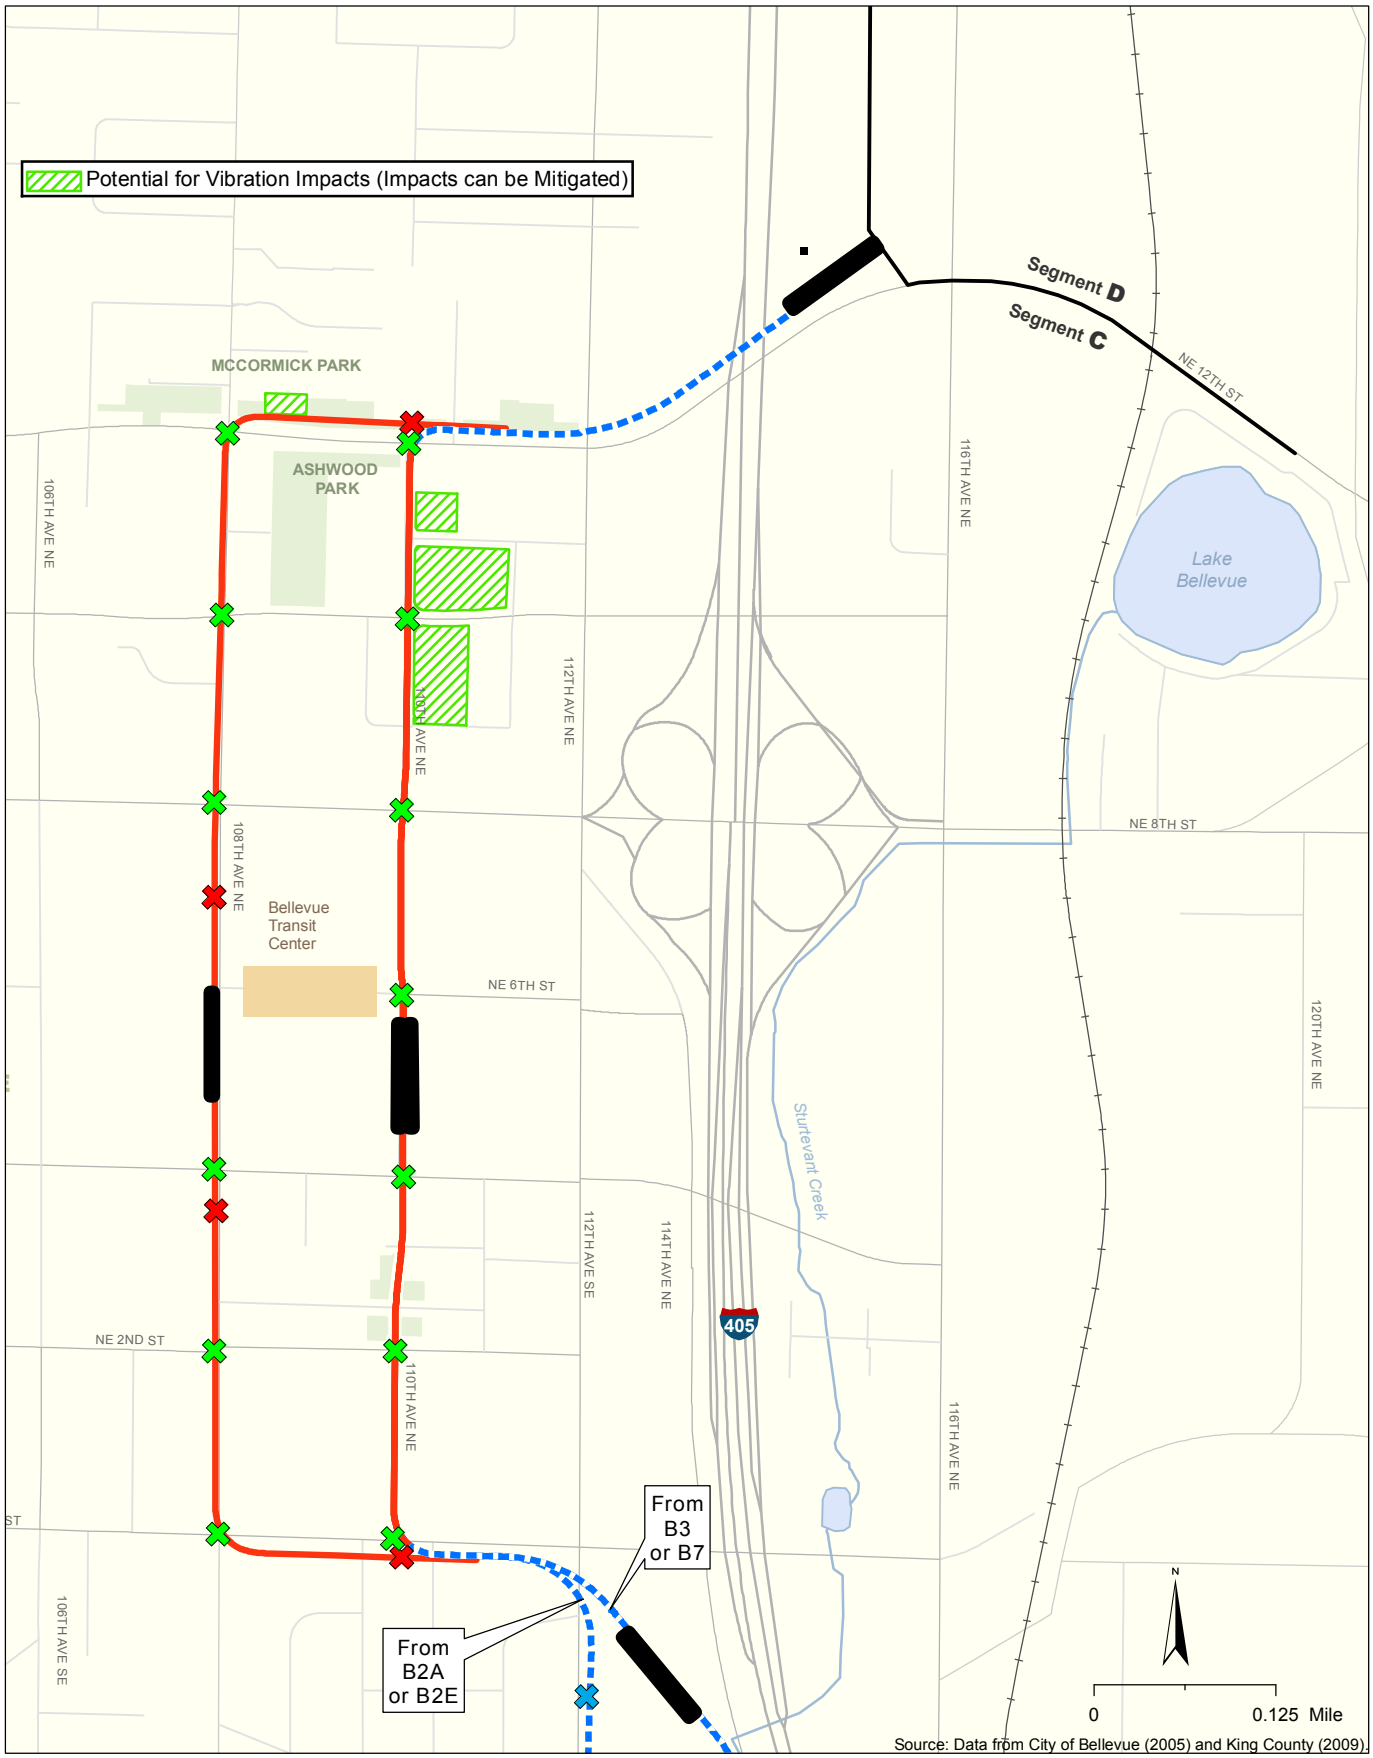 Potential for Vibration Impacts (Impacts can be Mitigated)
Segment D
Segment C
NE 12TH ST
MCCORMICK PARK
ASHWOOD
PARK
106TH AVE NE
116TH AVE NE
Lake
Bellevue
112TH AVE NE
110TH AVE NE
108TH AVE NE
NE 8TH ST
Bellevue
Transit
Center
NE 6TH ST
120TH AVE NE
Sturtevant Creek
112TH AVE SE
114TH AVE NE
405
NE 2ND ST
110TH AVE NE
116TH AVE NE
From
B3
or B7
ST
106TH AVE SE
From
B2A
or B2E
N
0 0.125 Mile
Source: Data from City of Bellevue (2005) and King County (2009).